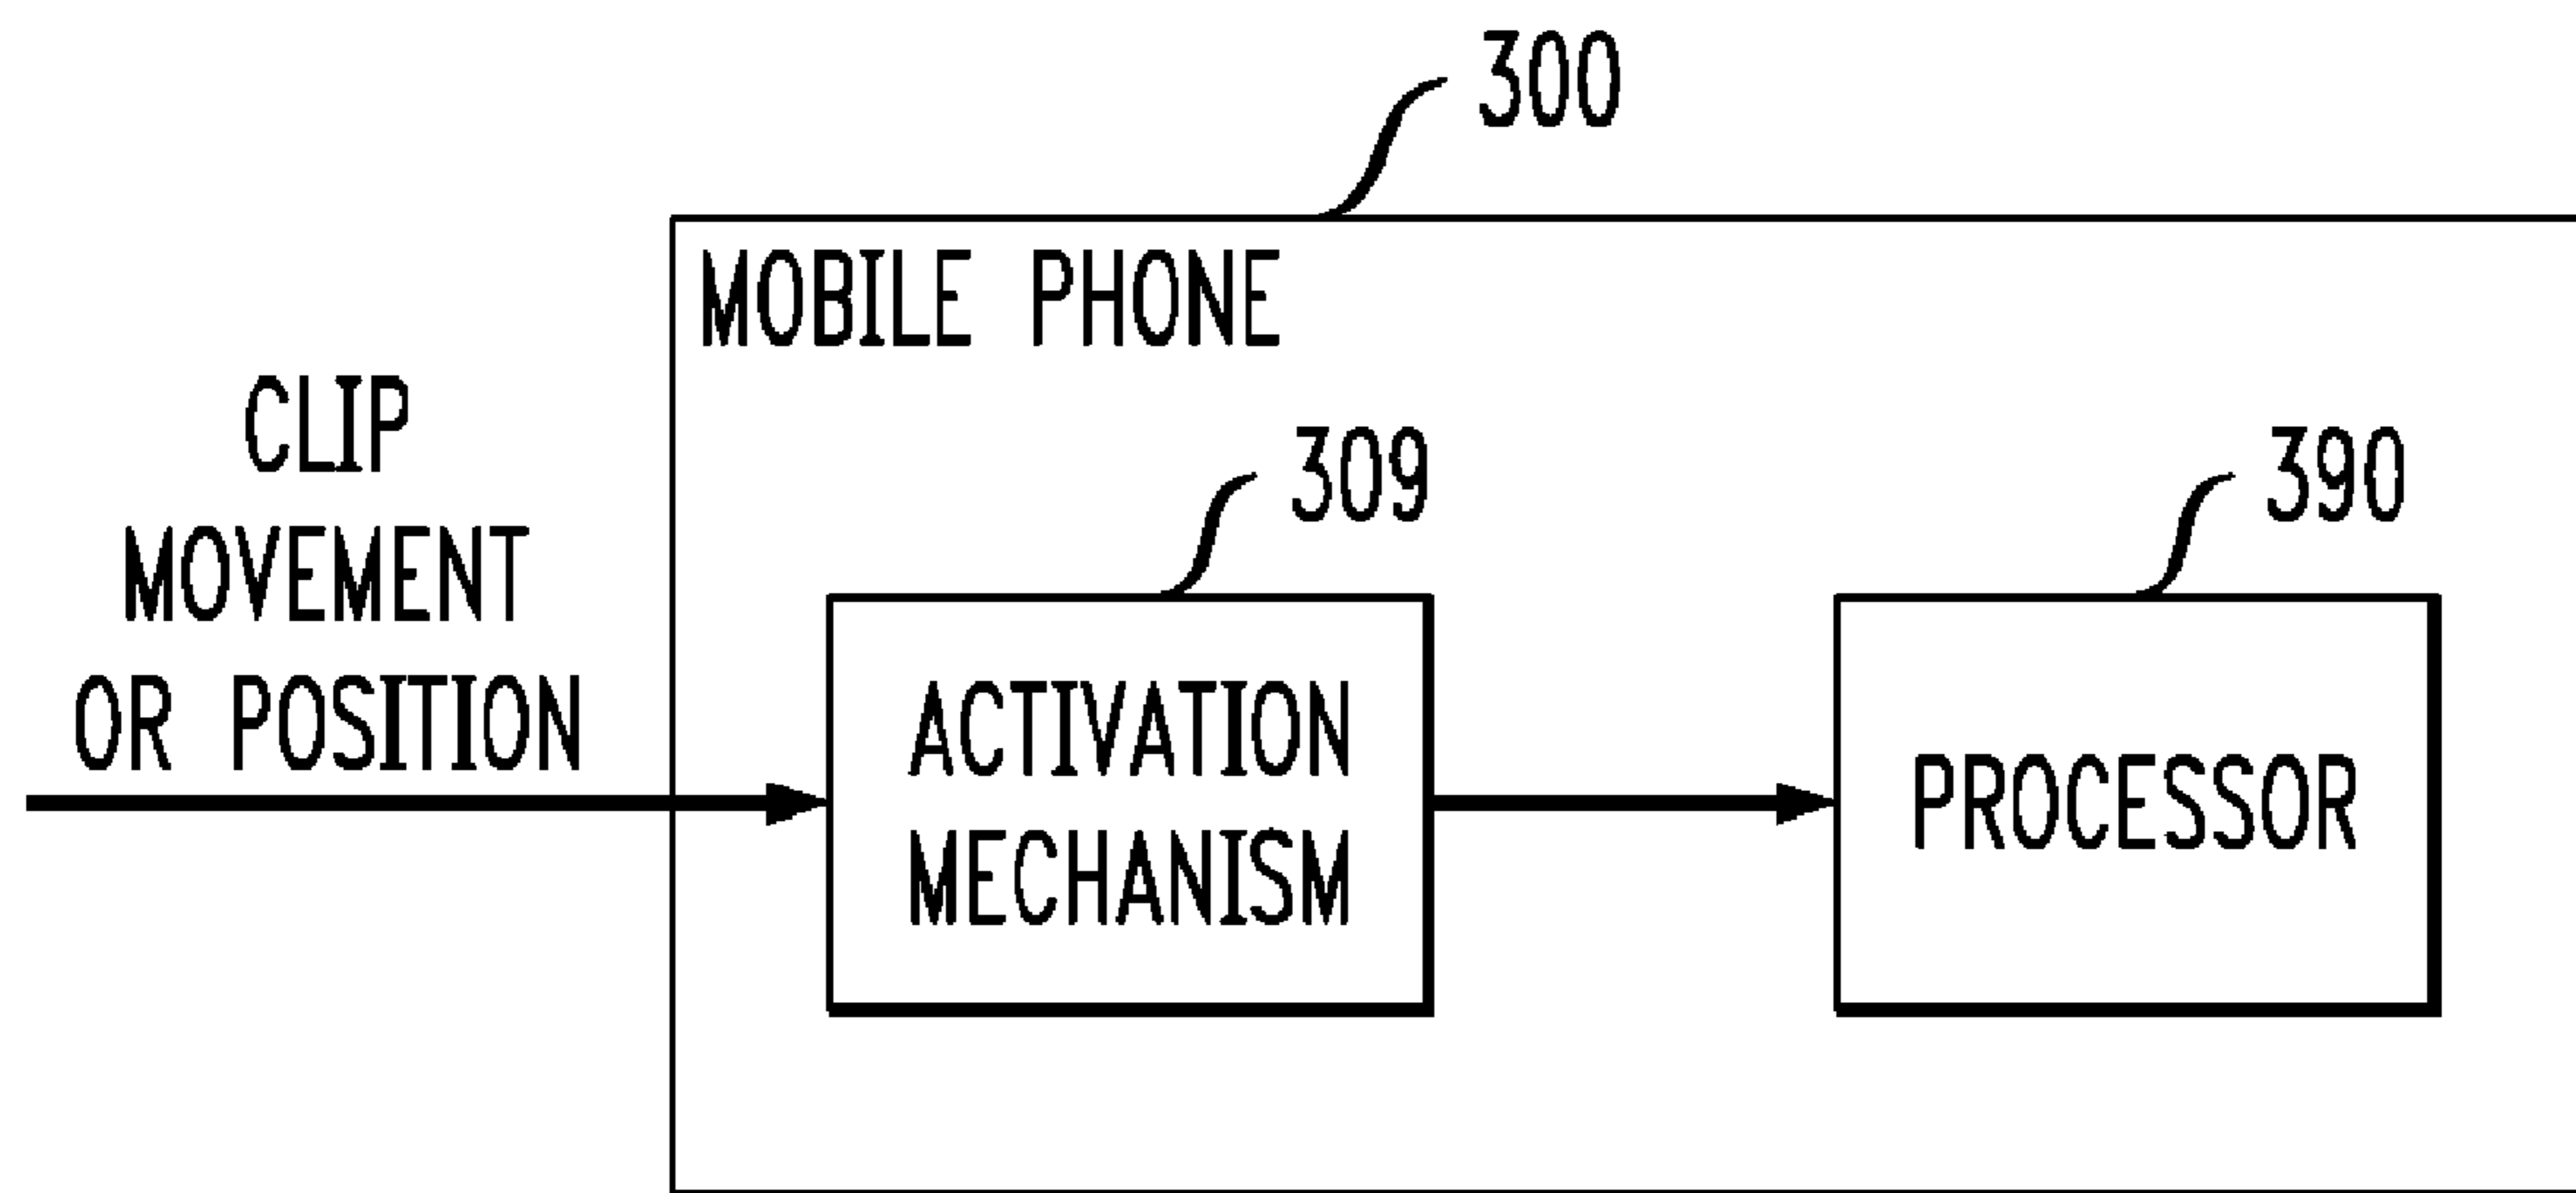 300
MOBILE PHONE
CLIP
MOVEMENT
OR POSITION
309
390
ACTIVATION
MECHANISM
PROCESSOR